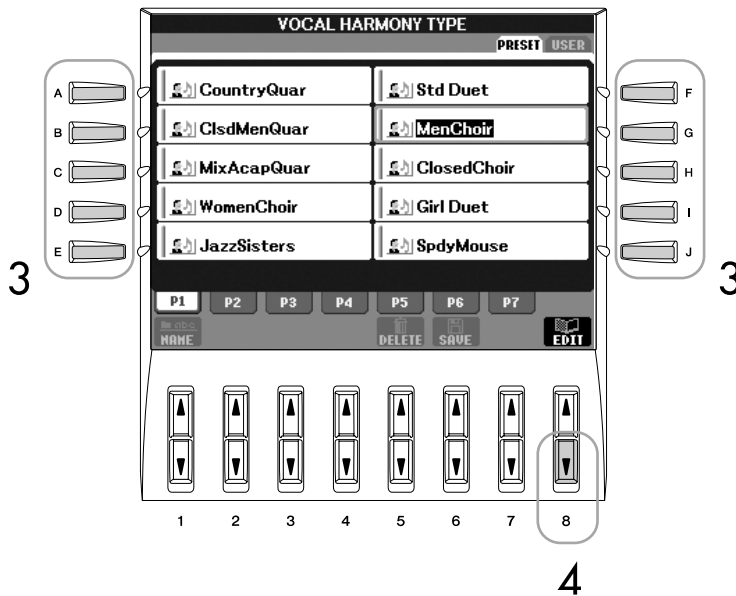 VOCAL HARMONY TYPE
PRESET USER
A CountryQuar Std Duet F
B ClsdMenQuar MenChoir G
C MixAcapQuar ClosedChoir H
D WomenChoir Girl Duet I
E JazzSisters SpdyMouse J
3 3
P1 P2 P3 P4 P5 P6 P7
abc.
NAME DELETE SAVE EDIT
1 2 3 4 5 6 7 8
4